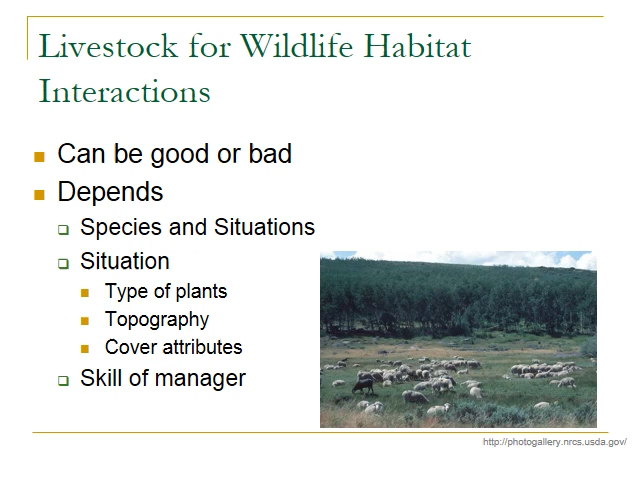 Livestock for Wildlife Habitat
Interactions
Can be good or bad
Depends
Species and Situations
Situation
Type of plants
Topography
Cover attributes
Skill of manager
http://photogallery.nrcs.usda.gov/